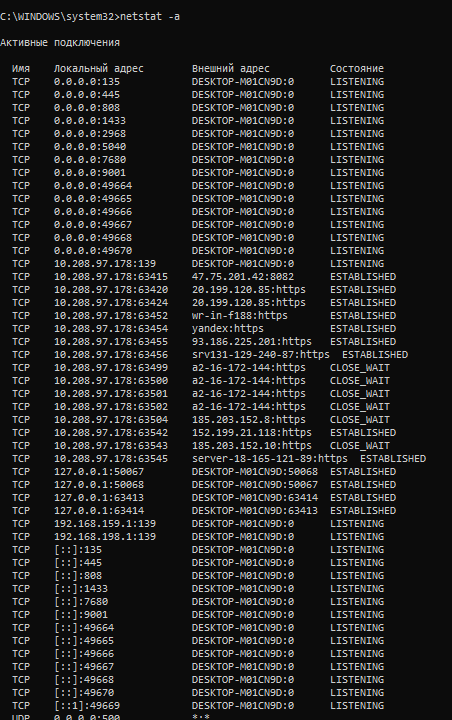 C:\WINDOWS\system32>netstat -a
Активные подключения
Имя Локальный адрес Внешний адрес Состояние
TCP 0.0.0.0:135 DESKTOP-M01CN9D:0 LISTENING
TCP 0.0.0.0:445 DESKTOP-M01CN9D:0 LISTENING
TCP 0.0.0.0:808 DESKTOP-M01CN9D:0 LISTENING
TCP 0.0.0.0:1433 DESKTOP-M01CN9D:0 LISTENING
TCP 0.0.0.0:2968 DESKTOP-M01CN9D:0 LISTENING
TCP 0.0.0.0:5040 DESKTOP-M01CN9D:0 LISTENING
TCP 0.0.0.0:7680 DESKTOP-M01CN9D:0 LISTENING
TCP 0.0.0.0:9001 DESKTOP-M01CN9D:0 LISTENING
TCP 0.0.0.0:49664 DESKTOP-M01CN9D:0 LISTENING
TCP 0.0.0.0:49665 DESKTOP-M01CN9D:0 LISTENING
TCP 0.0.0.0:49666 DESKTOP-M01CN9D:0 LISTENING
TCP 0.0.0.0:49667 DESKTOP-M01CN9D:0 LISTENING
TCP 0.0.0.0:49668 DESKTOP-M01CN9D:0 LISTENING
TCP 0.0.0.0:49670 DESKTOP-M01CN9D:0 LISTENING
TCP 10.208.97.178:139 DESKTOP-M01CN9D:0 LISTENING
TCP 10.208.97.178:63415 47.75.201.42:8082 ESTABLISHED
TCP 10.208.97.178:63420 20.199.120.85:https ESTABLISHED
TCP 10.208.97.178:63424 20.199.120.85:https ESTABLISHED
TCP 10.208.97.178:63452 wr-in-f188:https ESTABLISHED
TCP 10.208.97.178:63454 yandex:https ESTABLISHED
TCP 10.208.97.178:63455 93.186.225.201:https ESTABLISHED
TCP 10.208.97.178:63456 srv131-129-240-87:https ESTABLISHED
TCP 10.208.97.178:63499 a2-16-172-144:https CLOSE_WAIT
TCP 10.208.97.178:63500 a2-16-172-144:https CLOSE_WAIT
TCP 10.208.97.178:63501 a2-16-172-144:https CLOSE_WAIT
TCP 10.208.97.178:63502 a2-16-172-144:https CLOSE_WAIT
TCP 10.208.97.178:63504 185.203.152.8:https CLOSE_WAIT
TCP 10.208.97.178:63542 152.199.21.118:https ESTABLISHED
TCP 10.208.97.178:63543 185.203.152.10:https CLOSE_WAIT
TCP 10.208.97.178:63545 server-18-165-121-89:https ESTABLISHED
TCP 127.0.0.1:50067 DESKTOP-M01CN9D:50068 ESTABLISHED
TCP 127.0.0.1:50068 DESKTOP-M01CN9D:50067 ESTABLISHED
TCP 127.0.0.1:63413 DESKTOP-M01CN9D:63414 ESTABLISHED
TCP 127.0.0.1:63414 DESKTOP-M01CN9D:63413 ESTABLISHED
TCP 192.168.159.1:139 DESKTOP-M01CN9D:0 LISTENING
TCP 192.168.198.1:139 DESKTOP-M01CN9D:0 LISTENING
TCP [::]:135 DESKTOP-M01CN9D:0 LISTENING
TCP [::]:445 DESKTOP-M01CN9D:0 LISTENING
TCP [::]:808 DESKTOP-M01CN9D:0 LISTENING
TCP [::]:1433 DESKTOP-M01CN9D:0 LISTENING
TCP [::]:7680 DESKTOP-M01CN9D:0 LISTENING
TCP [::]:9001 DESKTOP-M01CN9D:0 LISTENING
TCP [::]:49664 DESKTOP-M01CN9D:0 LISTENING
TCP [::]:49665 DESKTOP-M01CN9D:0 LISTENING
TCP [::]:49666 DESKTOP-M01CN9D:0 LISTENING
TCP [::]:49667 DESKTOP-M01CN9D:0 LISTENING
TCP [::]:49668 DESKTOP-M01CN9D:0 LISTENING
TCP [::]:49670 DESKTOP-M01CN9D:0 LISTENING
TCP [::1]:49669 DESKTOP-M01CN9D:0 LISTENING
UDP 0.0.0.0:500 *:*